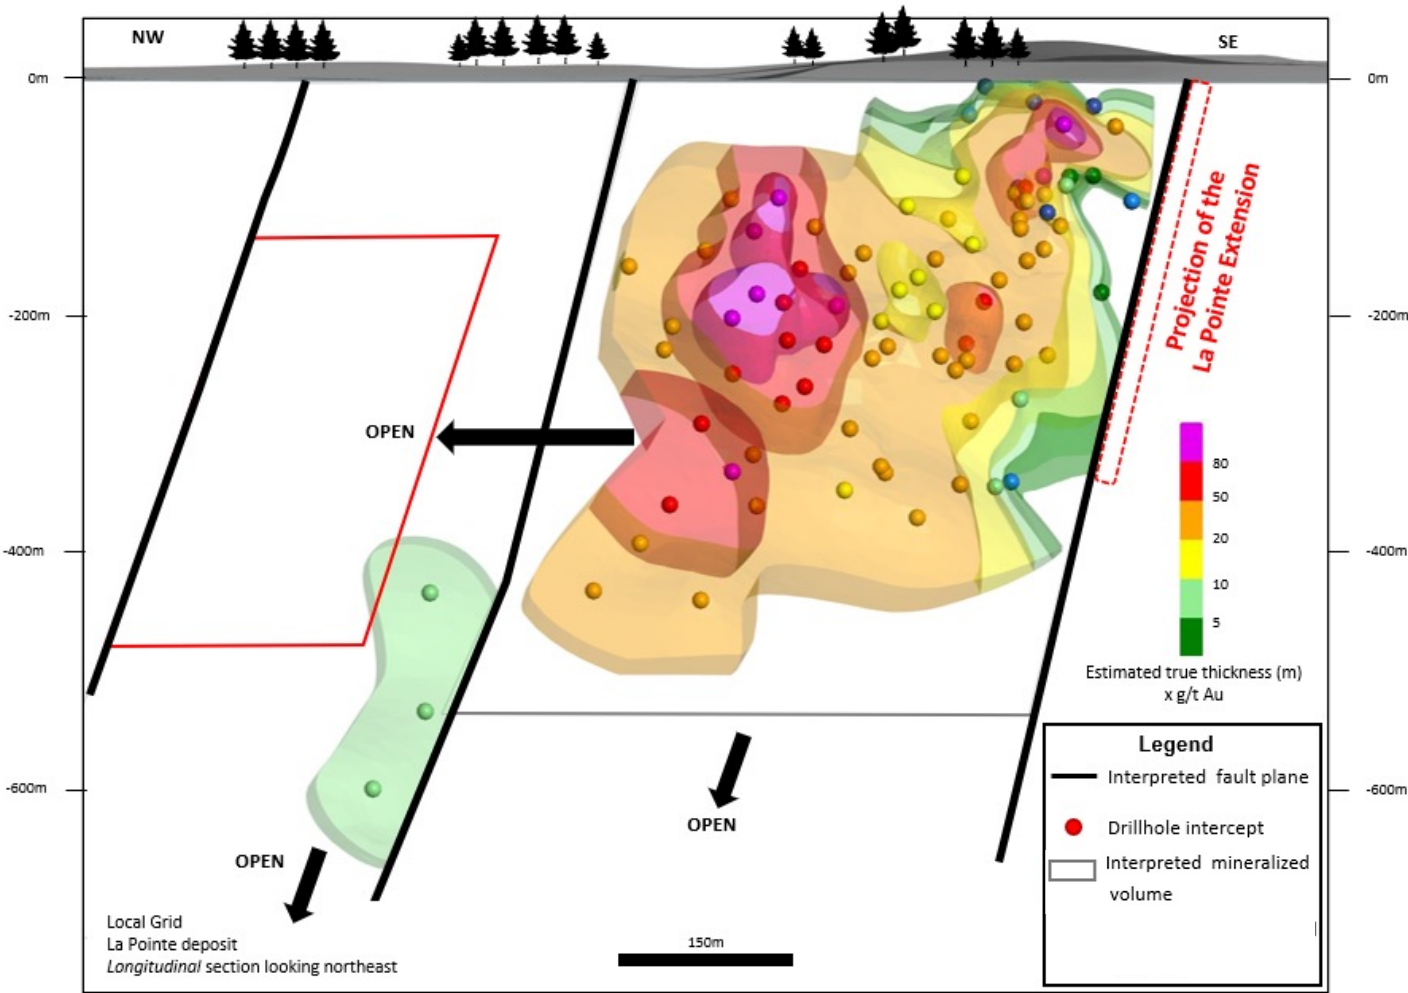 NW
SE
0m
0m
-200m
-200m
-400m
-400m
-600m
-600m
Projection of the
La Pointe Extension
OPEN
OPEN
OPEN
80
50
20
10
5
Estimated true thickness (m)
x g/t Au
Legend
Interpreted fault plane
Drillhole intercept
Interpreted mineralized
volume
Local Grid
La Pointe deposit
Longitudinal section looking northeast
150m